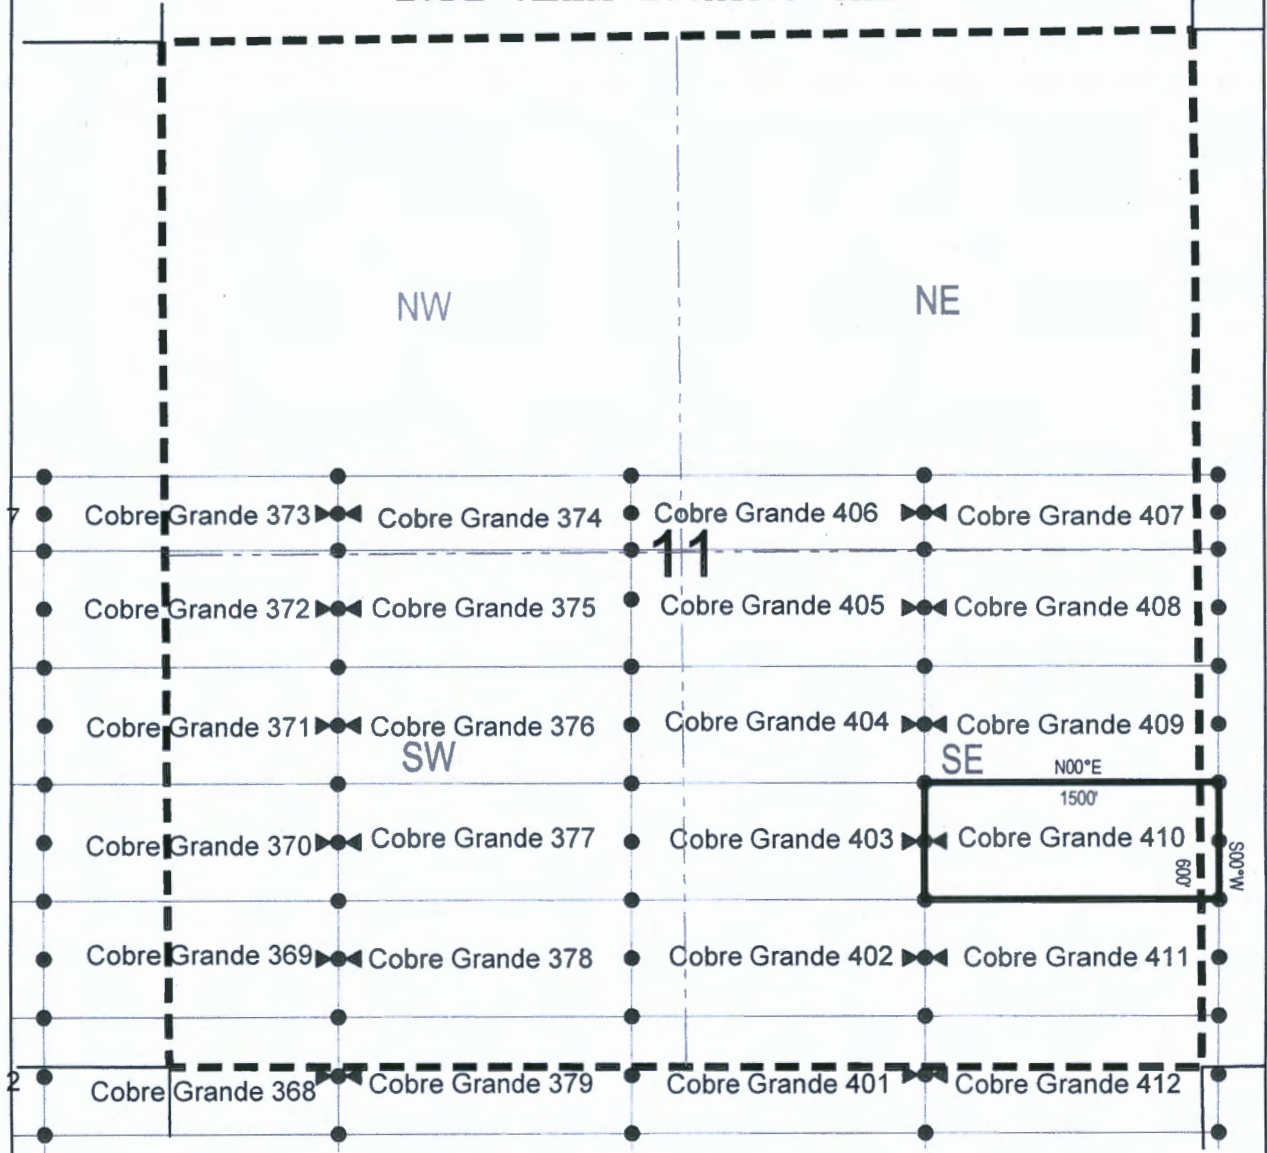 NW
NE
7
Cobre Grande 373
Cobre Grande 374
Cobre Grande 406
Cobre Grande 407
11
Cobre Grande 372
Cobre Grande 375
Cobre Grande 405
Cobre Grande 408
Cobre Grande 371
Cobre Grande 376
Cobre Grande 404
Cobre Grande 409
SW
SE
N00°E
1500'
Cobre Grande 370
Cobre Grande 377
Cobre Grande 403
Cobre Grande 410
600'
S00°W
Cobre Grande 369
Cobre Grande 378
Cobre Grande 402
Cobre Grande 411
2
Cobre Grande 368
Cobre Grande 379
Cobre Grande 401
Cobre Grande 412